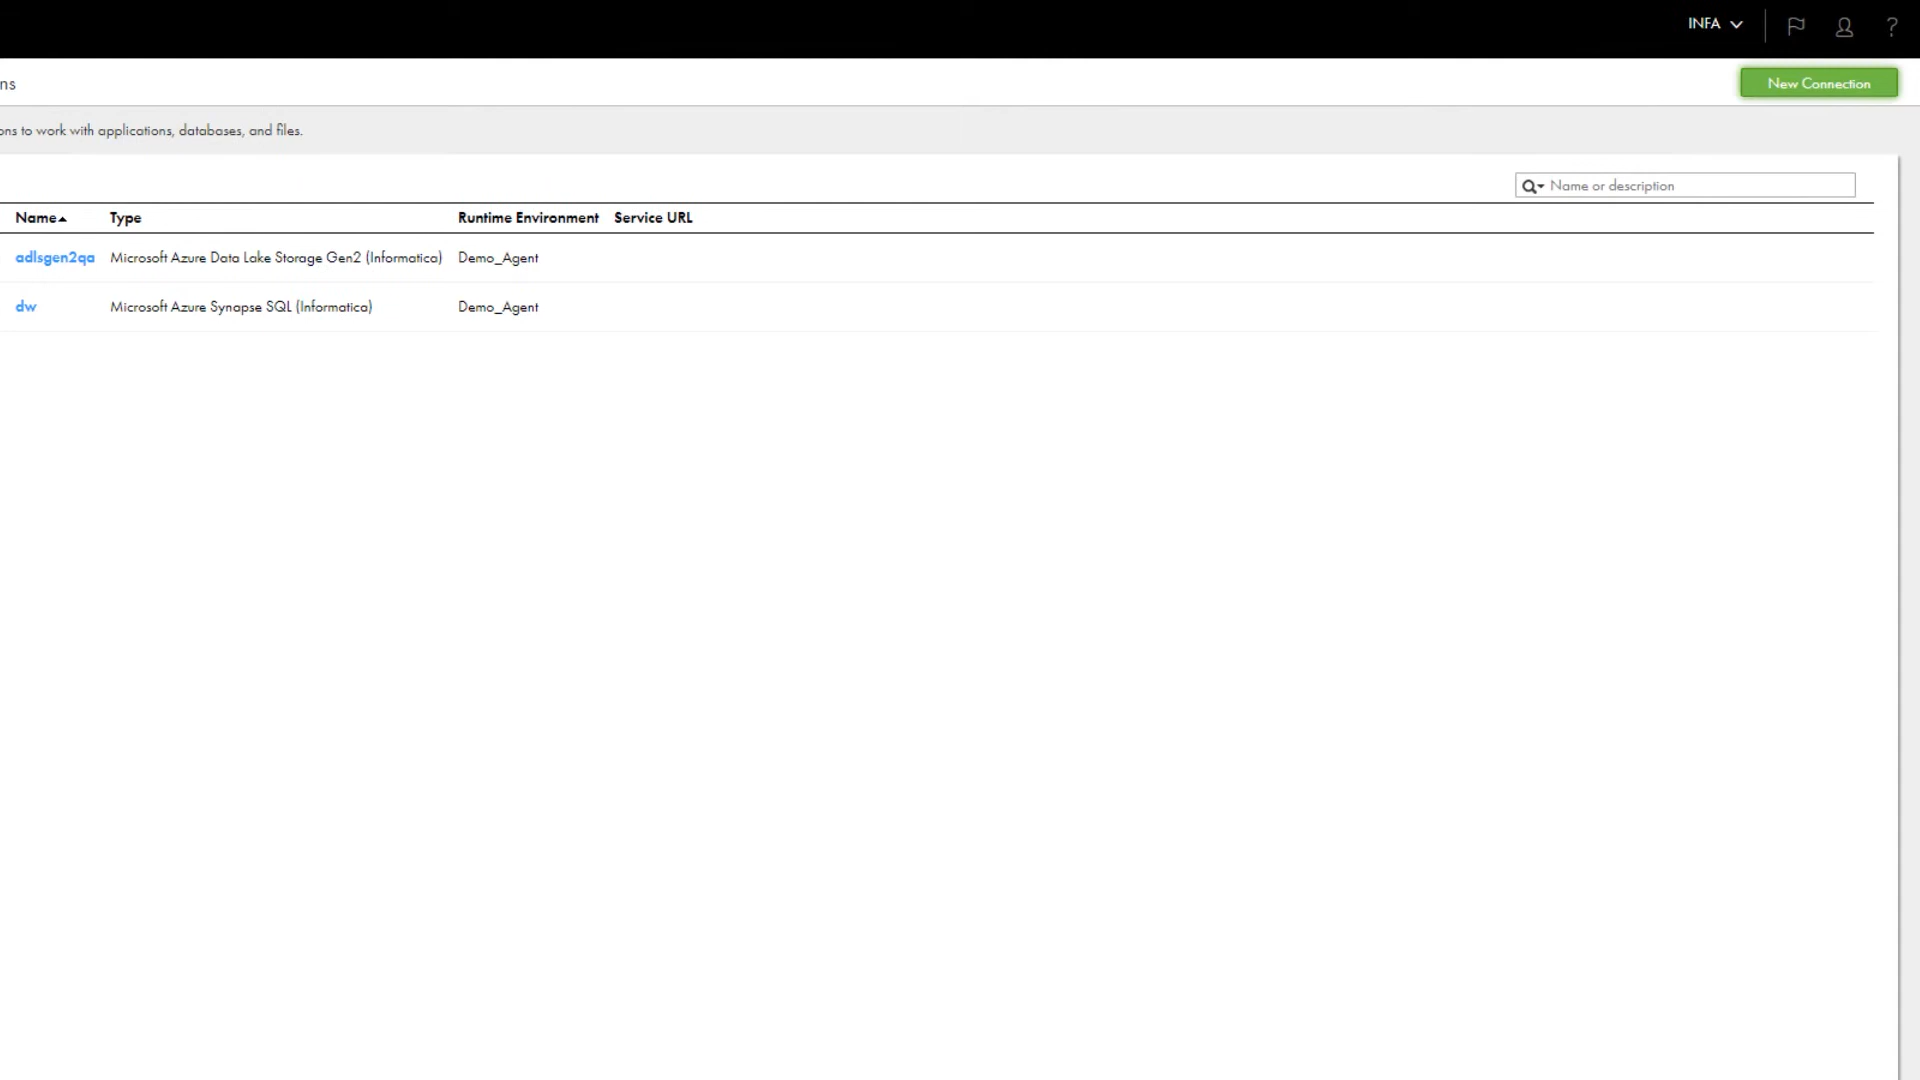 INFA
?
ns
New Connection
ons to work with applications, databases, and files.
Name or description
Name Type Runtime Environment Service URL
adlsgen2qa Microsoft Azure Data Lake Storage Gen2 (Informatica) Demo_Agent
dw Microsoft Azure Synapse SQL (Informatica) Demo_Agent